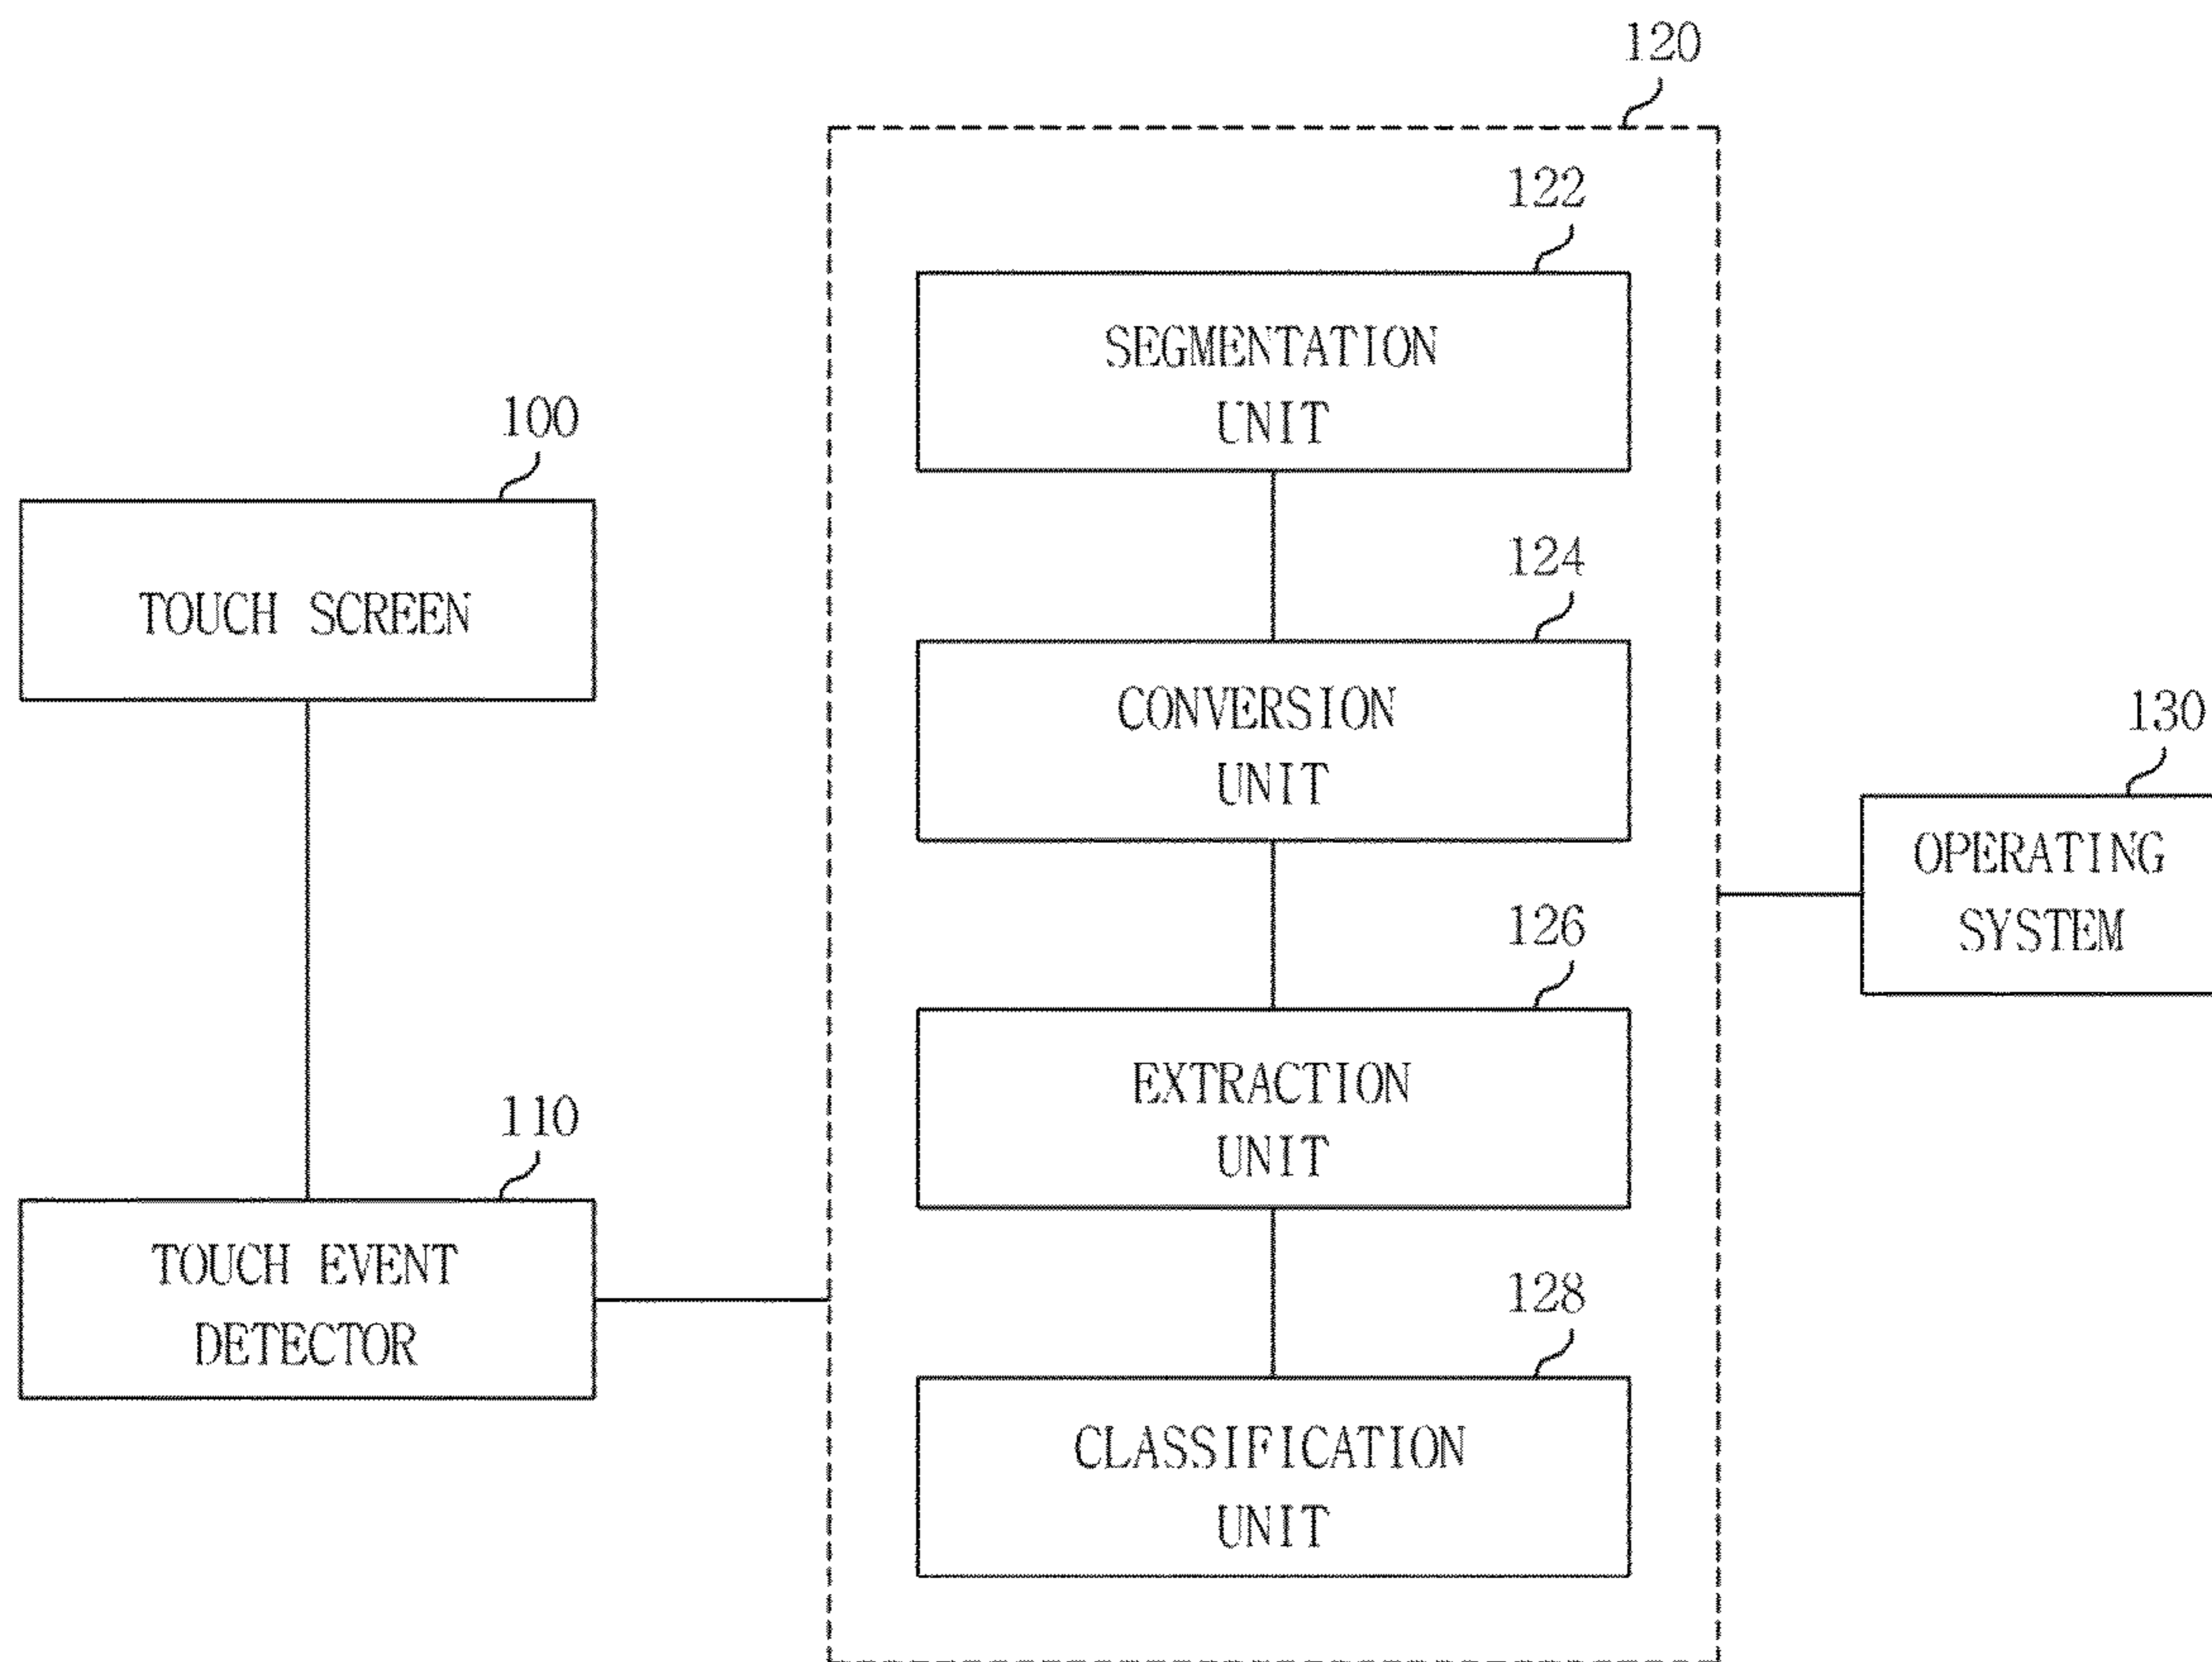 120
122
SEGMENTATION
UNIT
100
TOUCH SCREEN
124
CONVERSION
UNIT
130
OPERATING
SYSTEM
126
EXTRACTION
UNIT
110
TOUCH EVENT
DETECTOR
128
CLASSIFICATION
UNIT